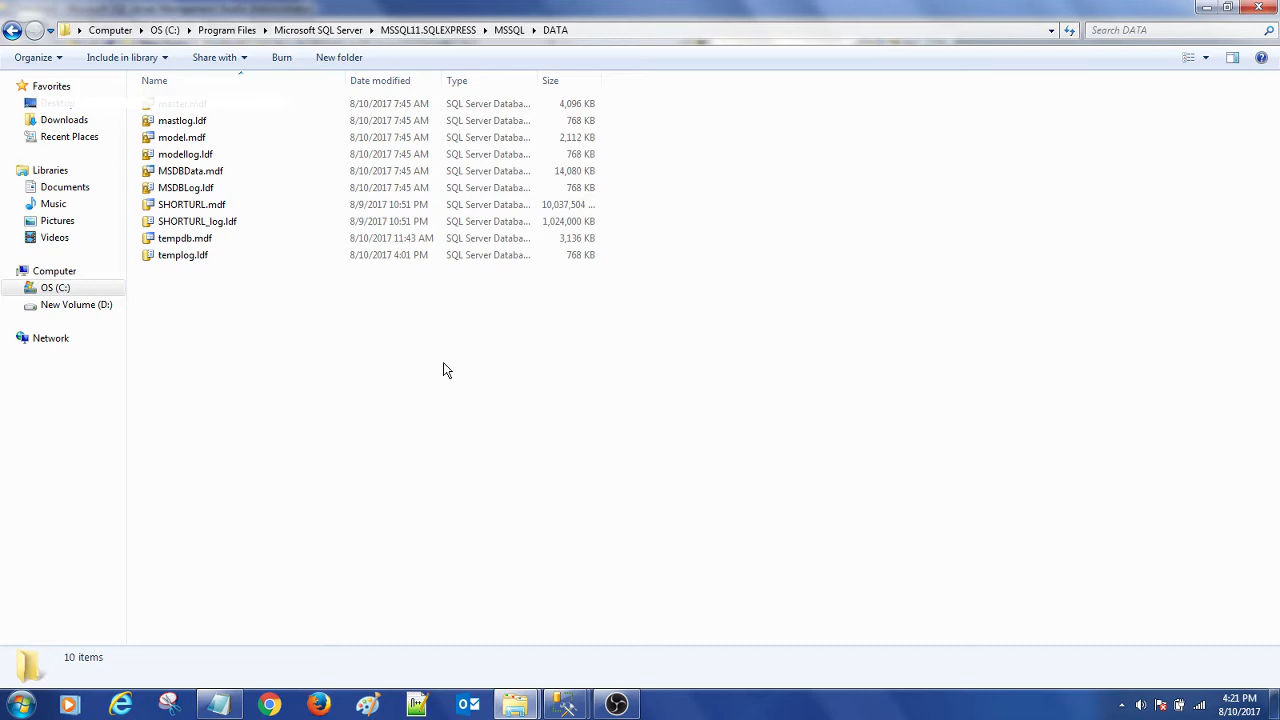 Computer OS (C:) Program Files Microsoft SQL Server MSSQL11.SQLEXPRESS MSSQL DATA Search DATA
Organize Include in library Share with Burn New folder
Name Date modified Type Size
Favorites
Desktop
Downloads
Recent Places
Libraries
Documents
Music
Pictures
Videos
Computer
OS (C:)
New Volume (D:)
Network
master.mdf 8/10/2017 7:45 AM SQL Server Databa... 4,096 KB
mastlog.ldf 8/10/2017 7:45 AM SQL Server Databa... 768 KB
model.mdf 8/10/2017 7:45 AM SQL Server Databa... 2,112 KB
modellog.ldf 8/10/2017 7:45 AM SQL Server Databa... 768 KB
MSDBData.mdf 8/10/2017 7:45 AM SQL Server Databa... 14,080 KB
MSDBLog.ldf 8/10/2017 7:45 AM SQL Server Databa... 768 KB
SHORTURL.mdf 8/9/2017 10:51 PM SQL Server Databa... 10,037,504 ...
SHORTURL_log.ldf 8/9/2017 10:51 PM SQL Server Databa... 1,024,000 KB
tempdb.mdf 8/10/2017 11:43 AM SQL Server Databa... 3,136 KB
templog.ldf 8/10/2017 4:01 PM SQL Server Databa... 768 KB
10 items
4:21 PM
8/10/2017